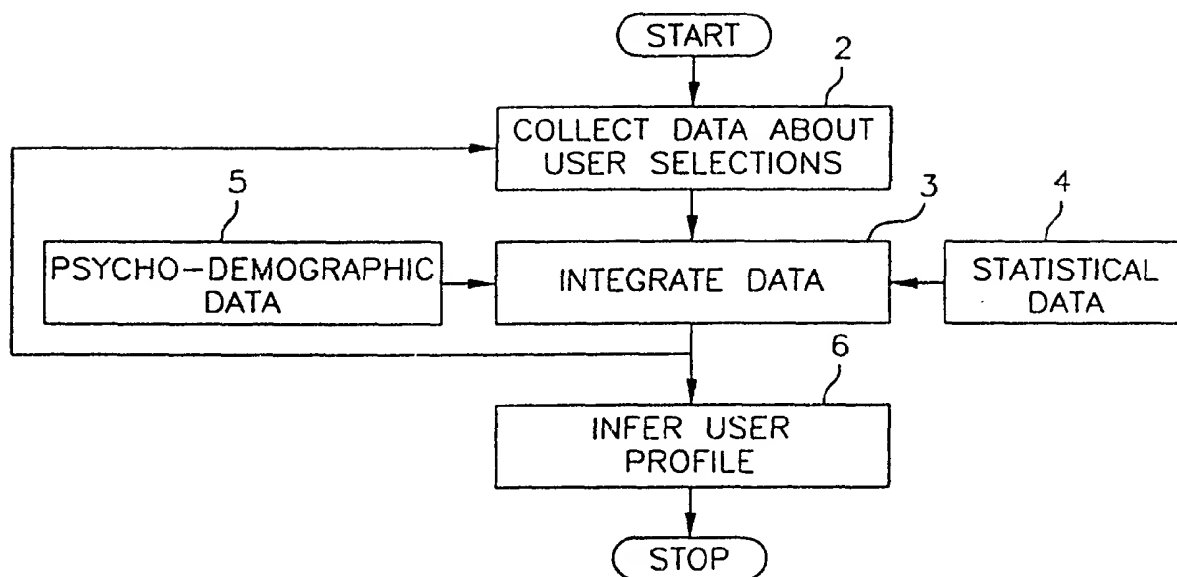 START
2
COLLECT DATA ABOUT
USER SELECTIONS
5
3
4
PSYCHO-DEMOGRAPHIC
DATA
INTEGRATE DATA
STATISTICAL
DATA
6
INFER USER
PROFILE
STOP